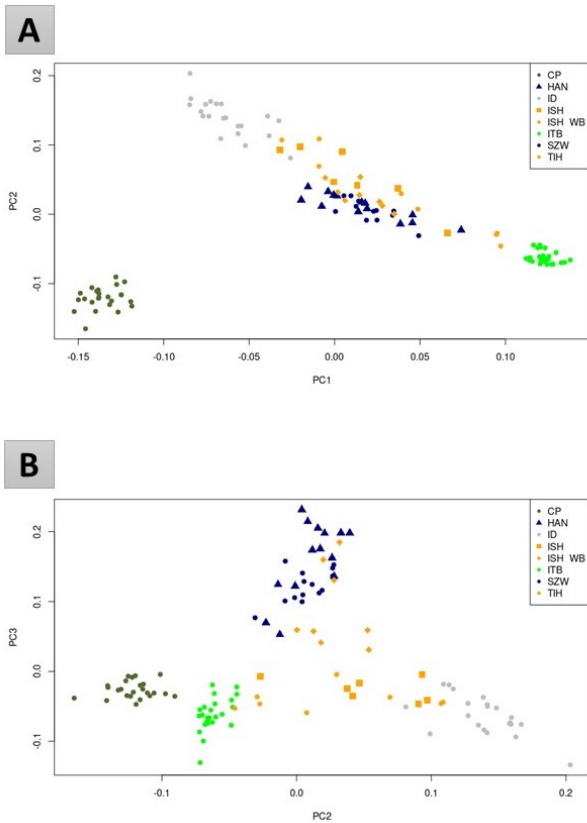 A
0.2
0.1
0.0
-0.1
PC2
-0.15
-0.10
-0.05
0.00
0.05
0.10
PC1
CP
HAN
ID
ISH
ISH WB
ITB
SZW
TIH
B
0.2
0.1
0.0
-0.1
PC3
-0.1
0.0
0.1
0.2
PC2
CP
HAN
ID
ISH
ISH WB
ITB
SZW
TIH